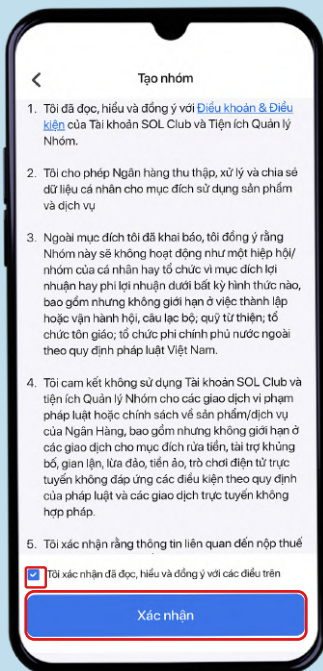 Tạo nhóm
1. Tôi đã đọc, hiểu và đồng ý với Điều khoản & Điều
kiện của Tài khoản SOL Club và Tiện ích Quản lý
Nhóm.
2. Tôi cho phép Ngân hàng thu thập, xử lý và chia sẻ
dữ liệu cá nhân cho mục đích sử dụng sản phẩm
và dịch vụ
3. Ngoài mục đích tôi đã khai báo, tôi đồng ý rằng
Nhóm này sẽ không hoạt động như một hiệp hội/
nhóm của cá nhân hay tổ chức vì mục đích lợi
nhuận hay phi lợi nhuận dưới bất kỳ hình thức nào,
bao gồm nhưng không giới hạn ở việc thành lập
hoặc vận hành hội, câu lạc bộ; quỹ từ thiện; tổ
chức tôn giáo; tổ chức phi chính phủ nước ngoài
theo quy định pháp luật Việt Nam.
4. Tôi cam kết không sử dụng Tài khoản SOL Club và
tiện ích Quản lý Nhóm cho các giao dịch vi phạm
pháp luật hoặc chính sách về sản phẩm/dịch vụ
của Ngân Hàng, bao gồm nhưng không giới hạn ở
các giao dịch cho mục đích rửa tiền, tài trợ khủng
bố, gian lận, lừa đảo, tiền ảo, trò chơi điện tử trực
tuyến không đáp ứng các điều kiện theo quy định
của pháp luật và các giao dịch trực tuyến không
hợp pháp.
5. Tôi xác nhận rằng thông tin liên quan đến nộp thuế
Tôi xác nhận đã đọc, hiểu và đồng ý với các điều trên
Xác nhận